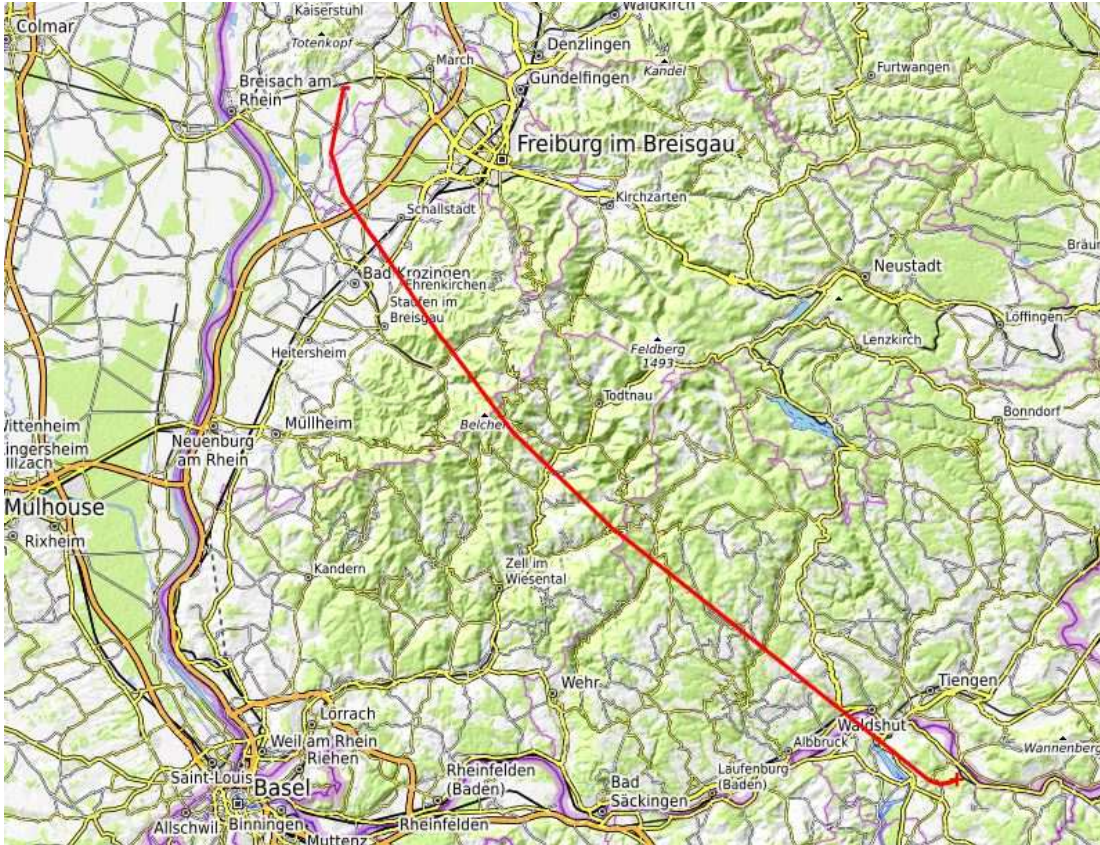 Colmar
Kaiserstuhl
Totenkopf
Waldkirch
Denzlingen
March
Kandel
Furtwangen
Gundelfingen
Breisach am
Rhein
Freiburg im Breisgau
Kirchzarten
Schallstadt
Bad Krozingen
Ehrenkirchen
Staufen im
Breisgau
Neustadt
Heitersheim
Feldberg
1493
Lenzkirch
Löffingen
Todtnau
Belchen
Müllheim
Bonndorf
Neuenburg
am Rhein
Mulhouse
Rixheim
Kandern
Zell im
Wiesental
Wehr
Tiengen
Lörrach
Weil am Rhein
Riehen
Waldshut
Albbruck
Wannenberg
Saint-Louis
Basel
Rheinfelden
(Baden)
Bad
Säckingen
Laufenburg
(Baden)
Allschwil
Binningen
Rheinfelden
Muttenz